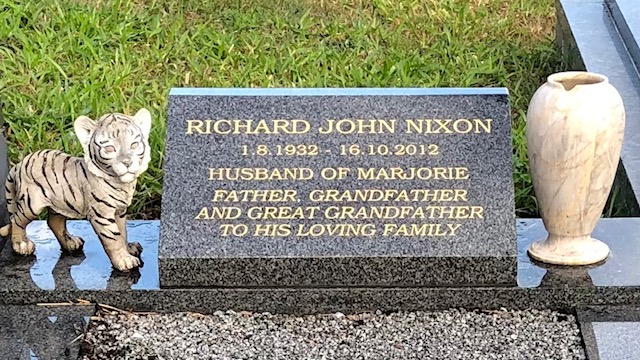 RICHARD JOHN NIXON
1.8.1932 - 16.10.2012
HUSBAND OF MARJORIE
FATHER, GRANDFATHER
AND GREAT GRANDFATHER
TO HIS LOVING FAMILY